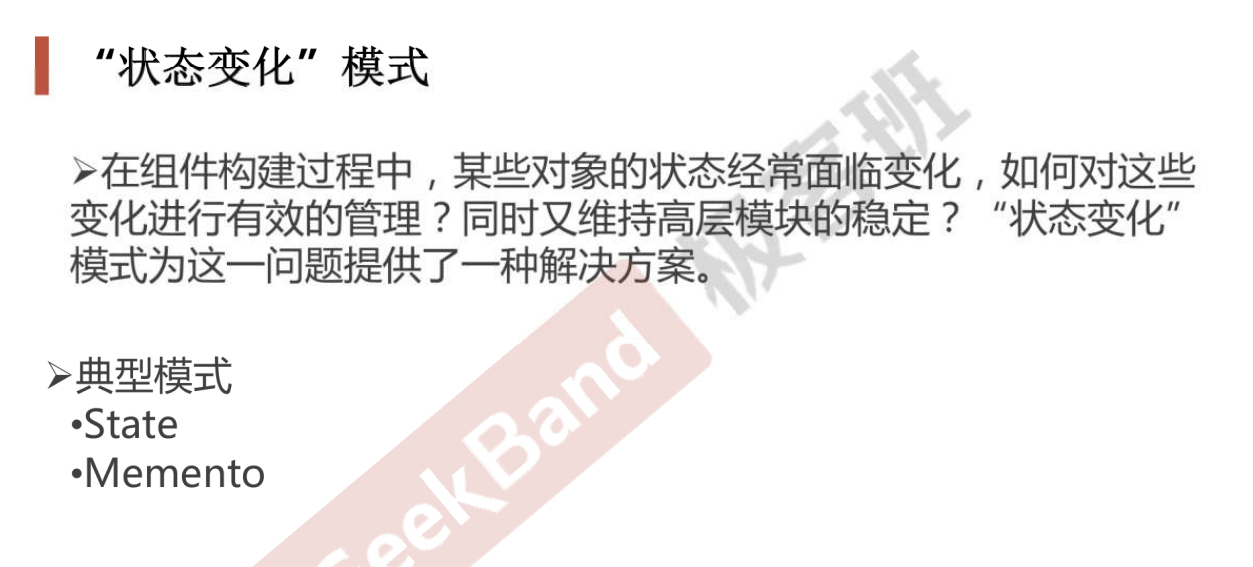 “状态变化”模式
➢在组件构建过程中，某些对象的状态经常面临变化，如何对这些
变化进行有效的管理？同时又维持高层模块的稳定？“状态变化”
模式为这一问题提供了一种解决方案。
极客班
➢典型模式
•State
•Memento
SeekBand